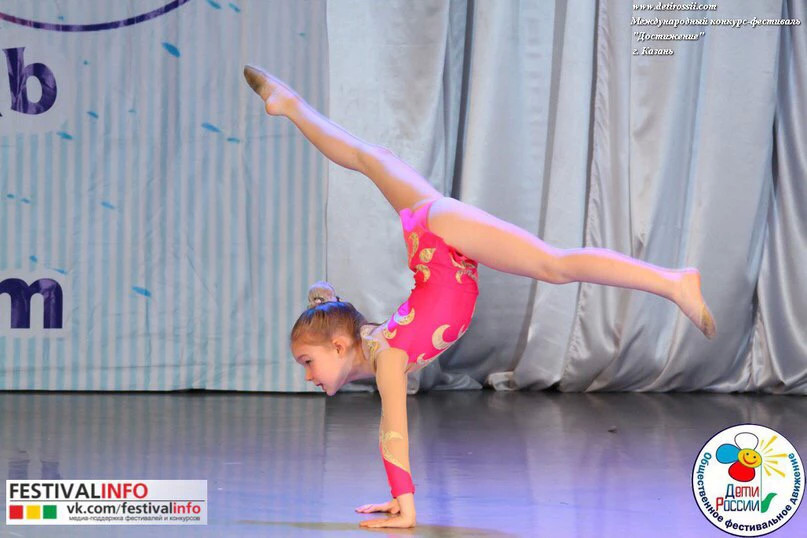 www.detirossii.com
Международный конкурс-фестиваль
"Достижение"
г. Казань
ь
m
FESTIVALINFO
vk.com/festivalinfo
медиа-поддержка фестивалей и конкурсов
Общественное фестивальное движение
Дети
России